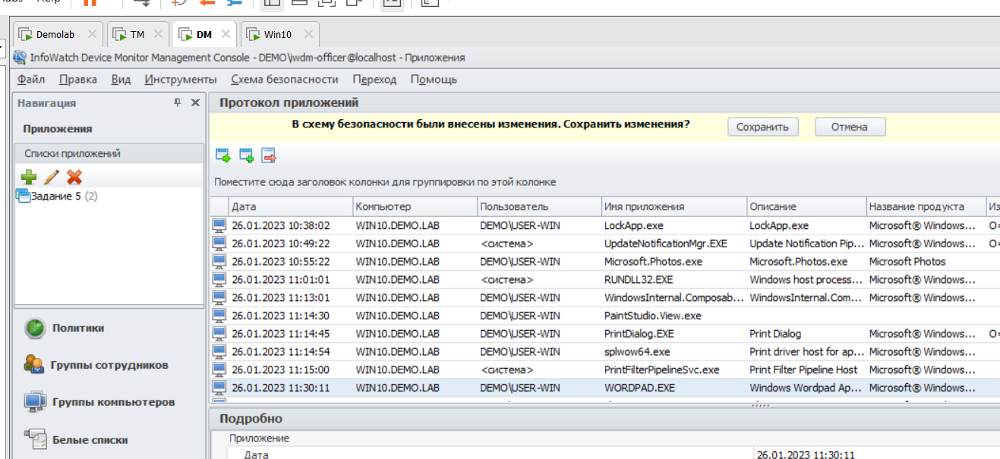 Help
Demolab TM DM Win10
InfoWatch Device Monitor Management Console - DEMO\iwdm-officer@localhost - Приложения
Файл Правка Вид Инструменты Схема безопасности Переход Помощь
Навигация
Протокол приложений
В схему безопасности были внесены изменения. Сохранить изменения? Сохранить Отмена
Приложения
Списки приложений
Задание 5 (2)
Поместите сюда заголовок колонки для группировки по этой колонке
Дата Компьютер Пользователь Имя приложения Описание Название продукта Из
26.01.2023 10:38:02 WIN10.DEMO.LAB DEMO\USER-WIN LockApp.exe LockApp.exe Microsoft® Windows... O=
26.01.2023 10:49:22 WIN10.DEMO.LAB <система> UpdateNotificationMgr.EXE Update Notification Pip... Microsoft® Windows... O=
26.01.2023 10:55:22 WIN10.DEMO.LAB DEMO\USER-WIN Microsoft.Photos.exe Microsoft.Photos.exe Microsoft Photos
26.01.2023 11:01:01 WIN10.DEMO.LAB <система> RUNDLL32.EXE Windows host process... Microsoft® Windows...
26.01.2023 11:13:01 WIN10.DEMO.LAB DEMO\USER-WIN WindowsInternal.Composab... WindowsInternal.Com... Microsoft® Windows...
26.01.2023 11:14:30 WIN10.DEMO.LAB DEMO\USER-WIN PaintStudio.View.exe
26.01.2023 11:14:45 WIN10.DEMO.LAB DEMO\USER-WIN PrintDialog.EXE Print Dialog Microsoft® Windows... O=
26.01.2023 11:14:54 WIN10.DEMO.LAB DEMO\USER-WIN splwow64.exe Print driver host for ap... Microsoft® Windows...
26.01.2023 11:15:00 WIN10.DEMO.LAB <система> PrintFilterPipelineSvc.exe Print Filter Pipeline Host Microsoft® Windows...
26.01.2023 11:30:11 WIN10.DEMO.LAB DEMO\USER-WIN WORDPAD.EXE Windows Wordpad Ap... Microsoft® Windows...
Политики
Группы сотрудников
Группы компьютеров
Белые списки
Подробно
Приложение
Дата 26.01.2023 11:30:11